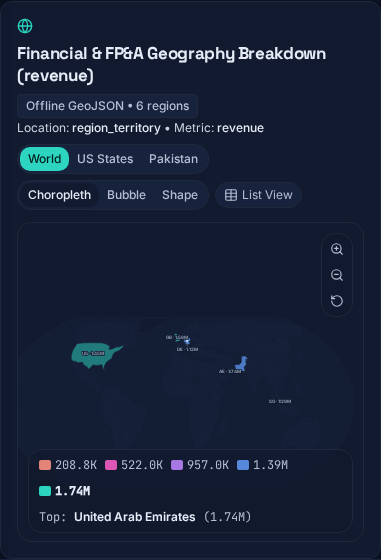 Financial & FP&A Geography Breakdown
(revenue)
Offline GeoJSON • 6 regions
Location: region_territory • Metric: revenue
World US States Pakistan
Choropleth Bubble Shape List View
208.8K 522.0K 957.0K 1.39M
1.74M
Top: United Arab Emirates (1.74M)